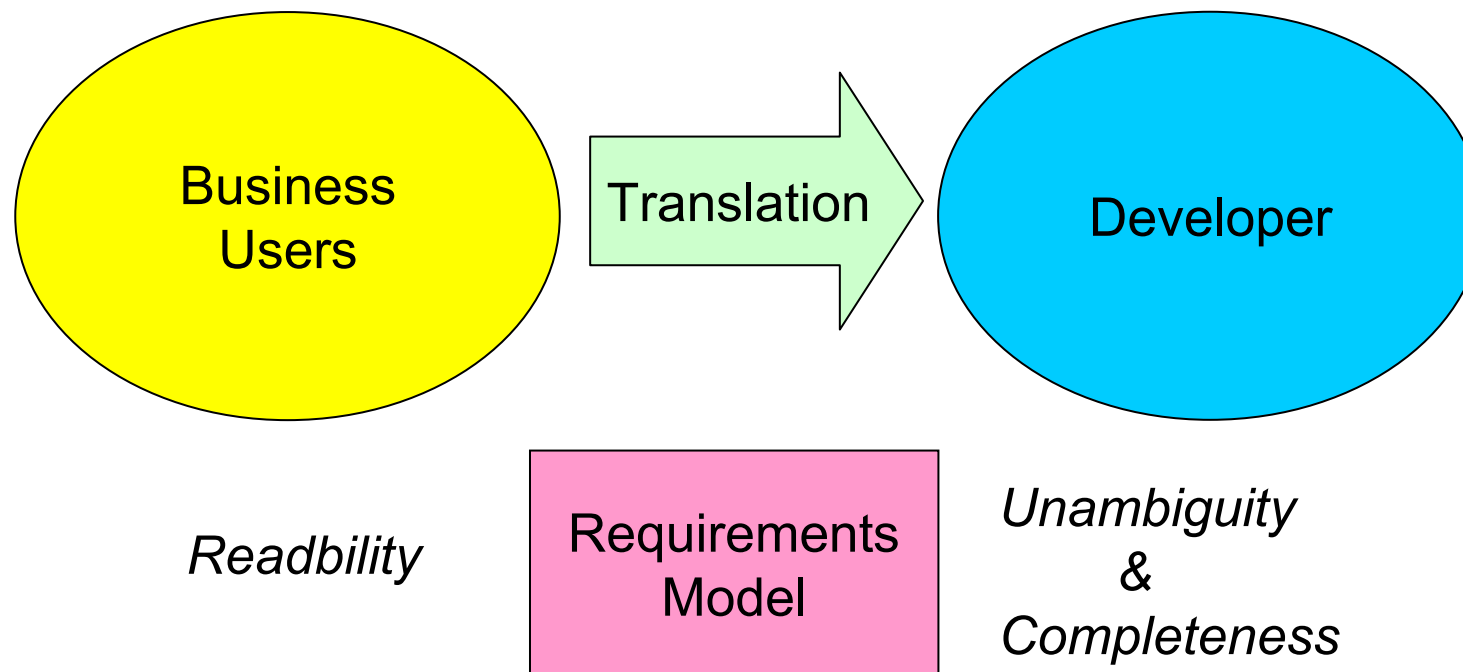 Business
Users
Translation
Developer
Readbility
Requirements
Model
Unambiguity
&
Completeness